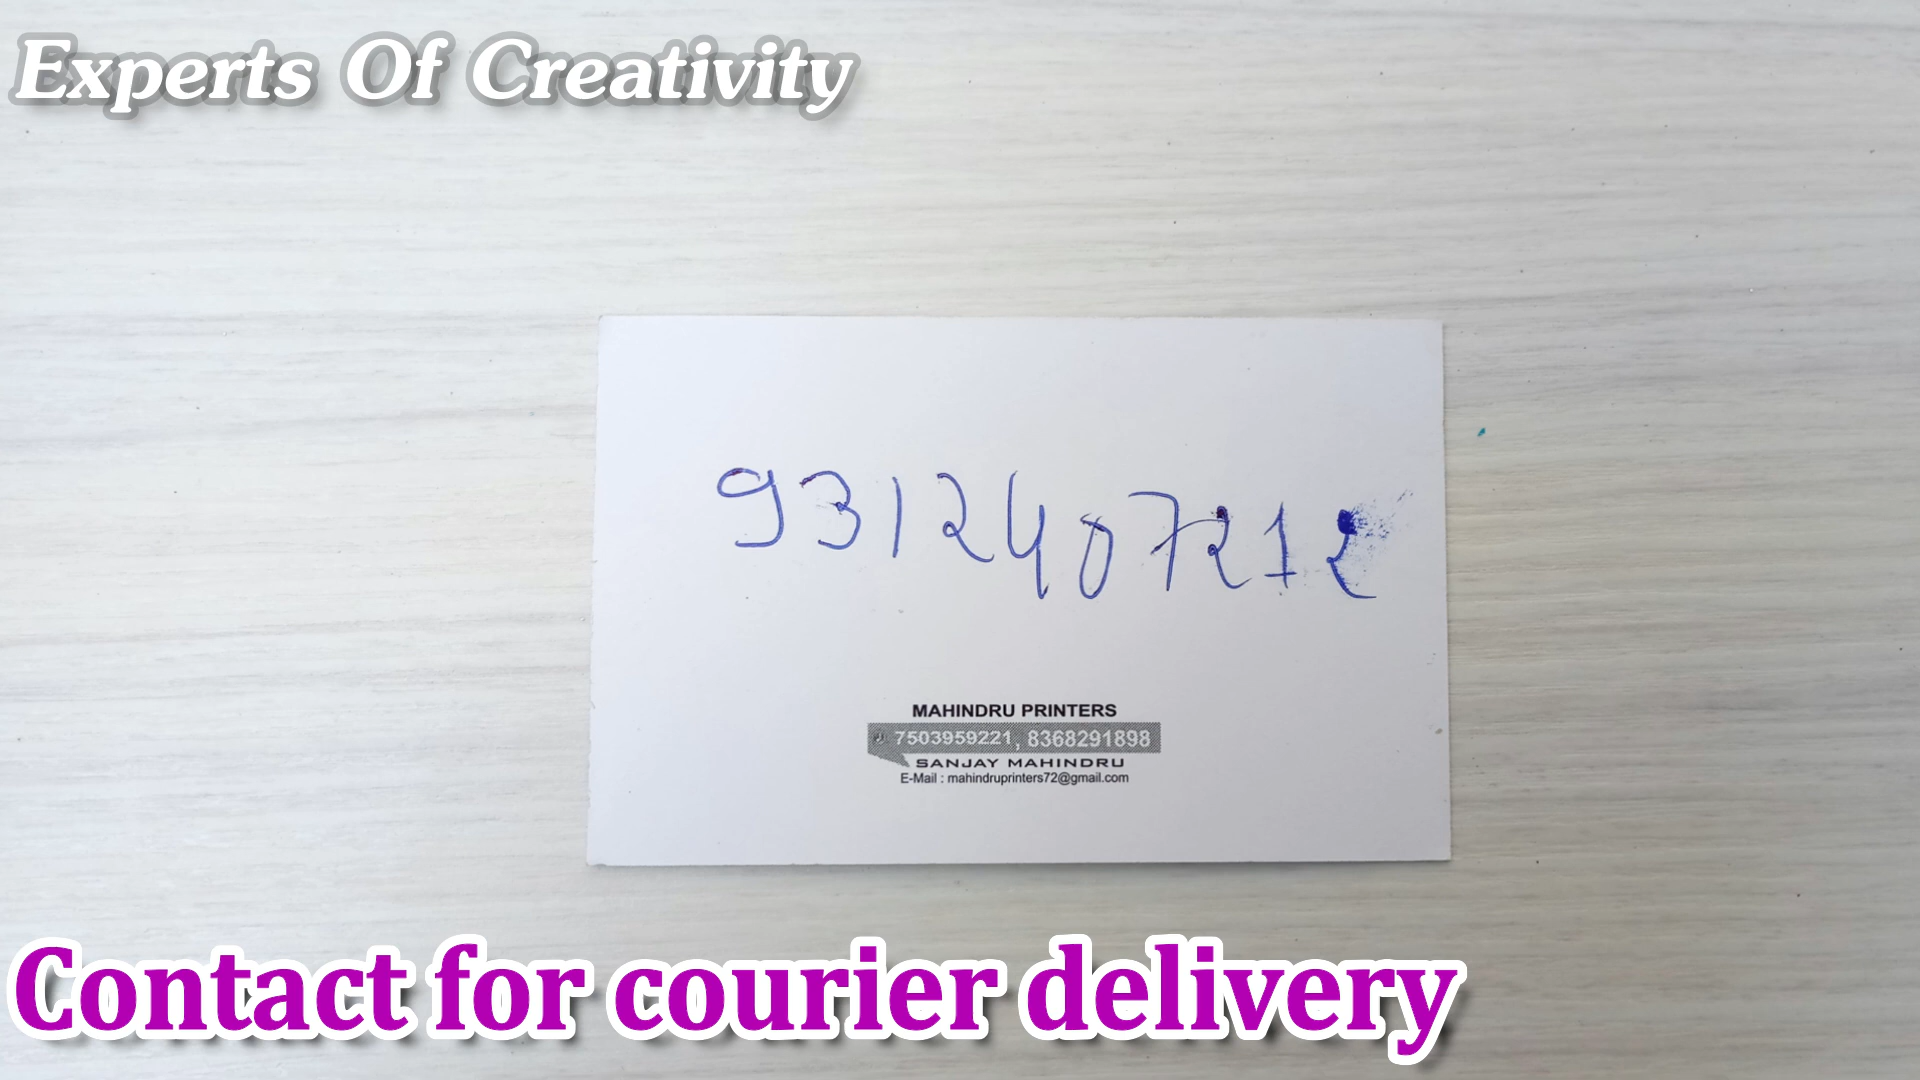 Experts Of Creativity
9312407212
MAHINDRU PRINTERS
7503959221, 8368291898
SANJAY MAHINDRU
E-Mail : mahindruprinters72@gmail.com
Contact for courier delivery